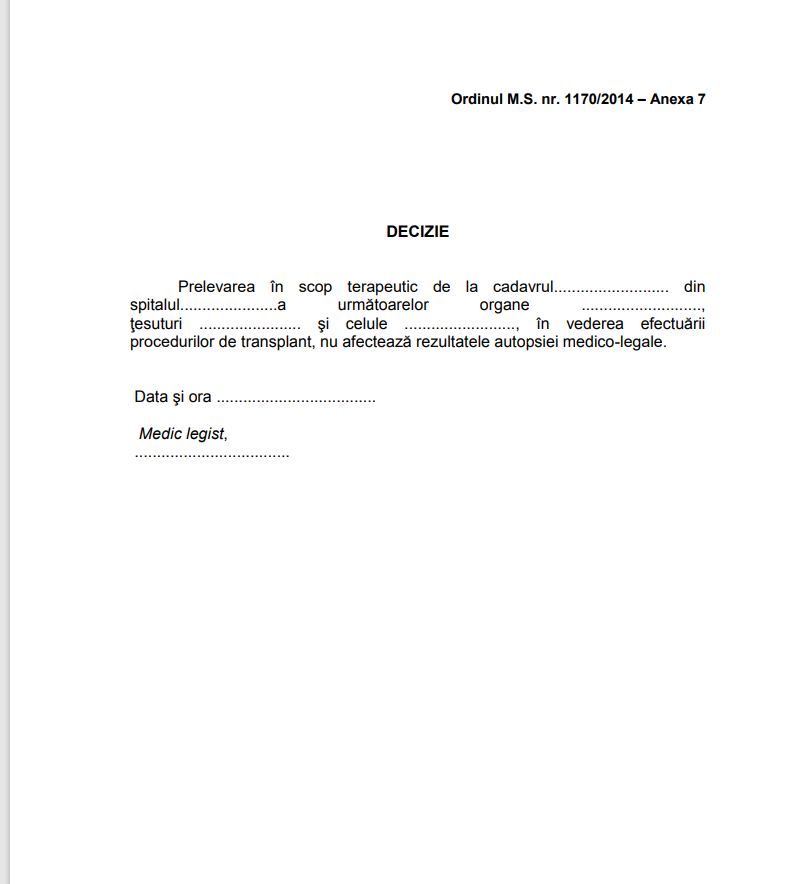 Ordinul M.S. nr. 1170/2014 – Anexa 7
DECIZIE
Prelevarea în scop terapeutic de la cadavrul.......................... din
spitalul......................a următoarelor organe ...........................,
ţesuturi ....................... şi celule ........................., în vederea efectuării
procedurilor de transplant, nu afectează rezultatele autopsiei medico-legale.
Data şi ora ....................................
Medic legist,
...................................